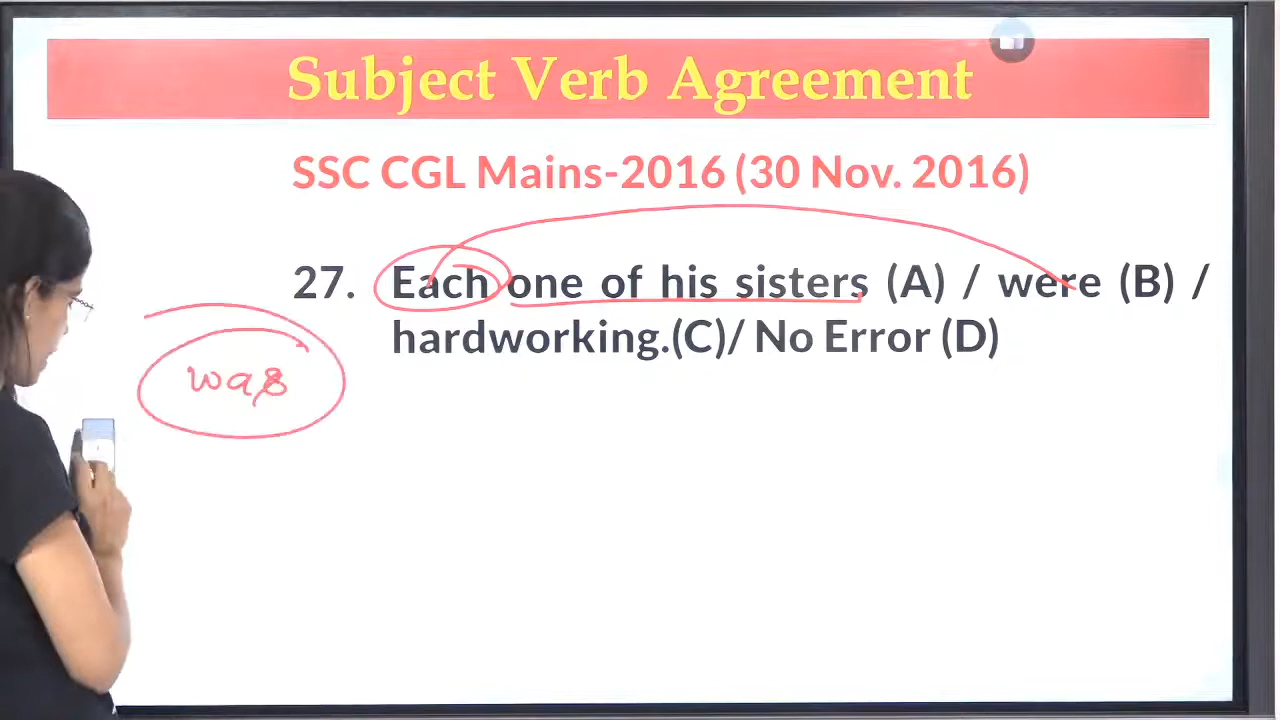 Subject Verb Agreement
SSC CGL Mains-2016 (30 Nov. 2016)
27. Each one of his sisters (A) / were (B) /
hardworking.(C)/ No Error (D)
was